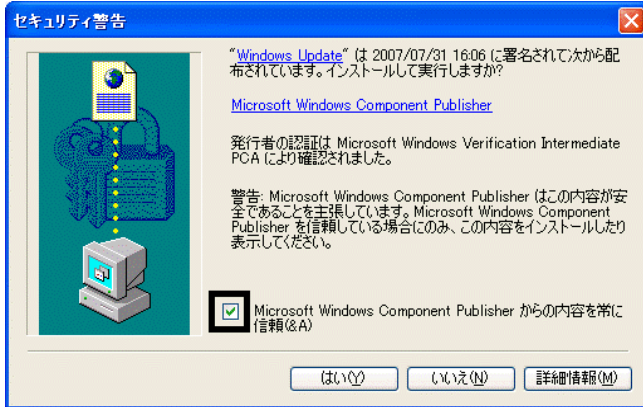 セキュリティ警告
"Windows Update" は 2007/07/31 16:06 に署名されて次から配
布されています。インストールして実行しますか?
Microsoft Windows Component Publisher
発行者の認証は Microsoft Windows Verification Intermediate
PCA により確認されました。
警告: Microsoft Windows Component Publisher はこの内容が安
全であることを主張しています。Microsoft Windows Component
Publisher を信頼している場合にのみ、この内容をインストールしたり
表示してください。
Microsoft Windows Component Publisher からの内容を常に
信頼(&A)
はい(Y) いいえ(N) 詳細情報(M)